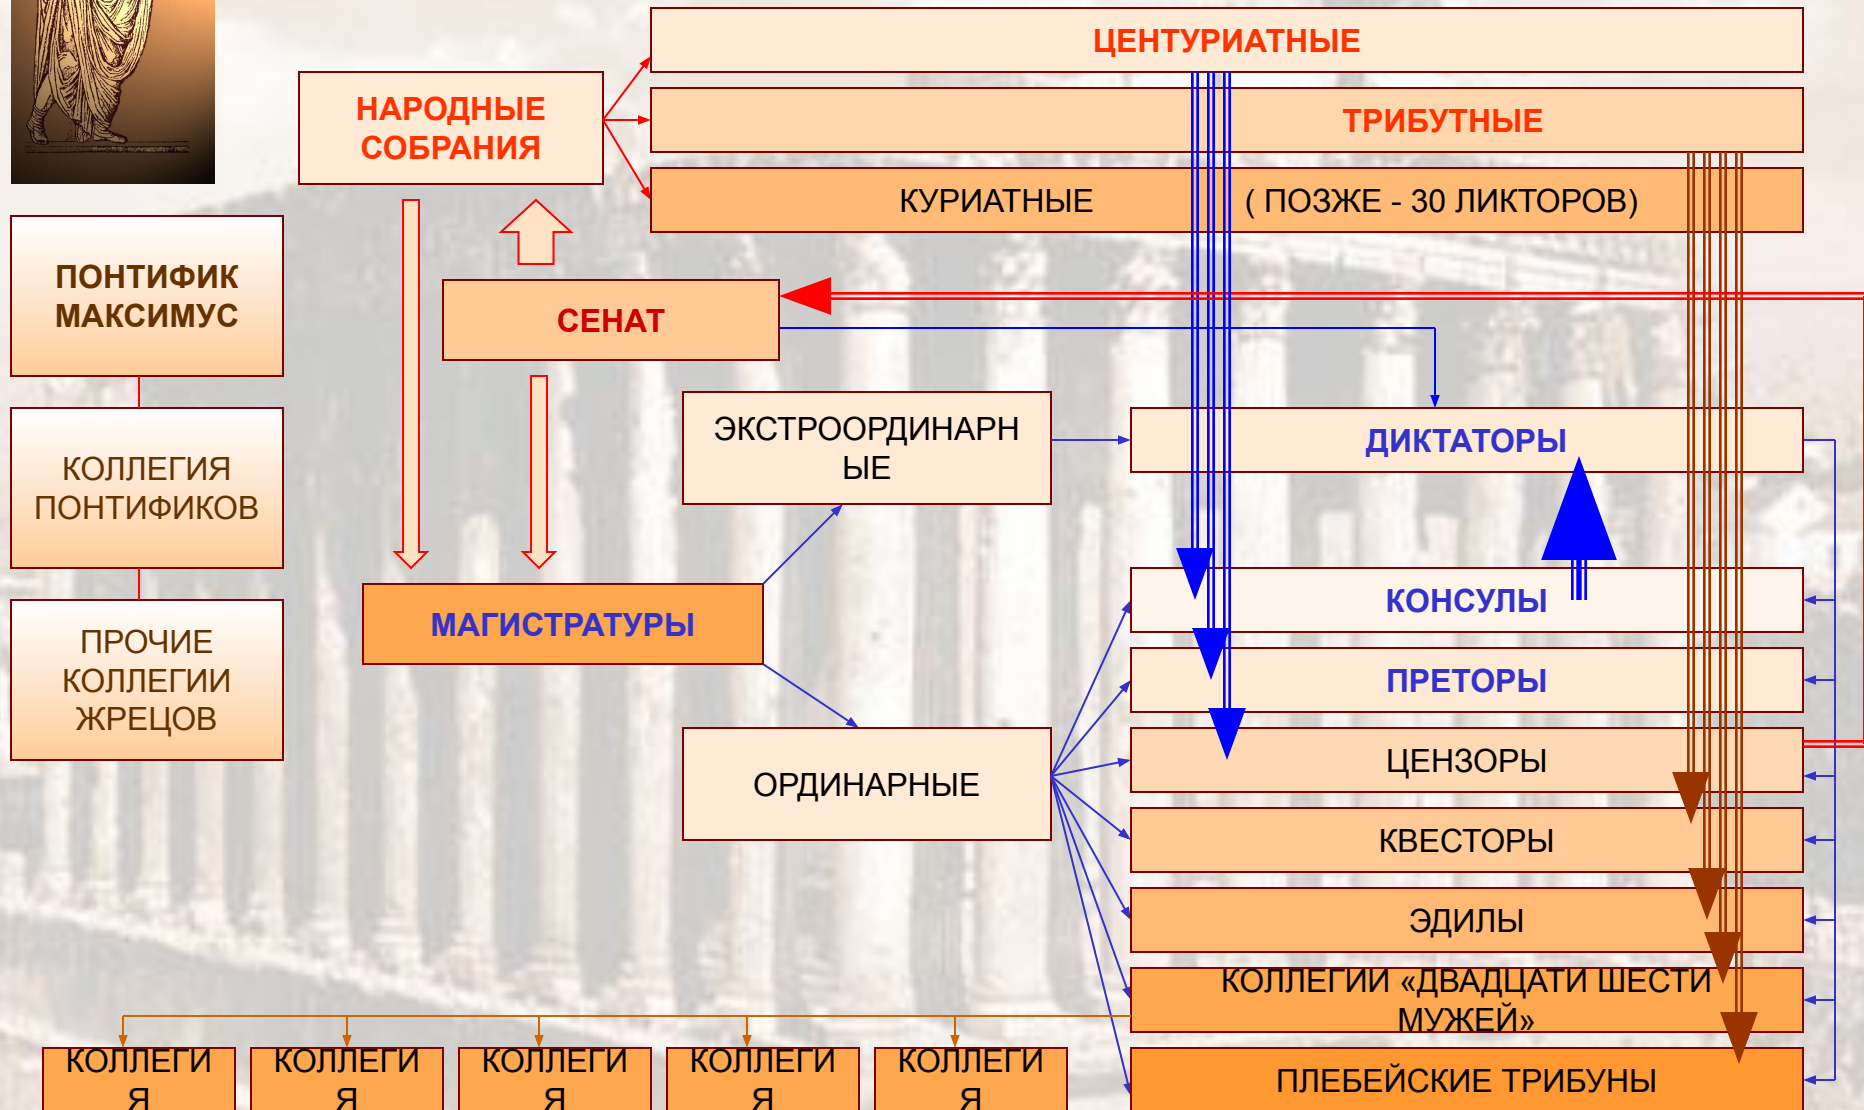 ЦЕНТУРИАТНЫЕ
НАРОДНЫЕ
СОБРАНИЯ
ТРИБУТНЫЕ
КУРИАТНЫЕ ( ПОЗЖЕ - 30 ЛИКТОРОВ)
ПОНТИФИК
МАКСИМУС
СЕНАТ
КОЛЛЕГИЯ
ПОНТИФИКОВ
ЭКСТРООРДИНАРН
ЫЕ
ДИКТАТОРЫ
ПРОЧИЕ
КОЛЛЕГИИ
ЖРЕЦОВ
МАГИСТРАТУРЫ
ОРДИНАРНЫЕ
КОНСУЛЫ
ПРЕТОРЫ
ЦЕНЗОРЫ
КВЕСТОРЫ
ЭДИЛЫ
КОЛЛЕГИИ «ДВАДЦАТИ ШЕСТИ
МУЖЕЙ»
ПЛЕБЕЙСКИЕ ТРИБУНЫ
КОЛЛЕГИ
Я
КОЛЛЕГИ
Я
КОЛЛЕГИ
Я
КОЛЛЕГИ
Я
КОЛЛЕГИ
Я